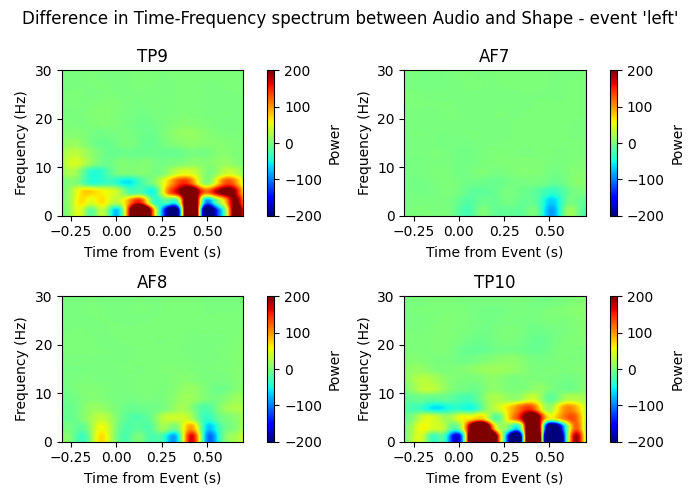 Difference in Time-Frequency spectrum between Audio and Shape - event 'left'
TP9
30
20
10
0
Frequency (Hz)
−0.25 0.00 0.25 0.50
Time from Event (s)
200
100
0
−100
−200
Power
AF7
30
20
10
0
Frequency (Hz)
−0.25 0.00 0.25 0.50
Time from Event (s)
200
100
0
−100
−200
Power
AF8
30
20
10
0
Frequency (Hz)
−0.25 0.00 0.25 0.50
Time from Event (s)
200
100
0
−100
−200
Power
TP10
30
20
10
0
Frequency (Hz)
−0.25 0.00 0.25 0.50
Time from Event (s)
200
100
0
−100
−200
Power